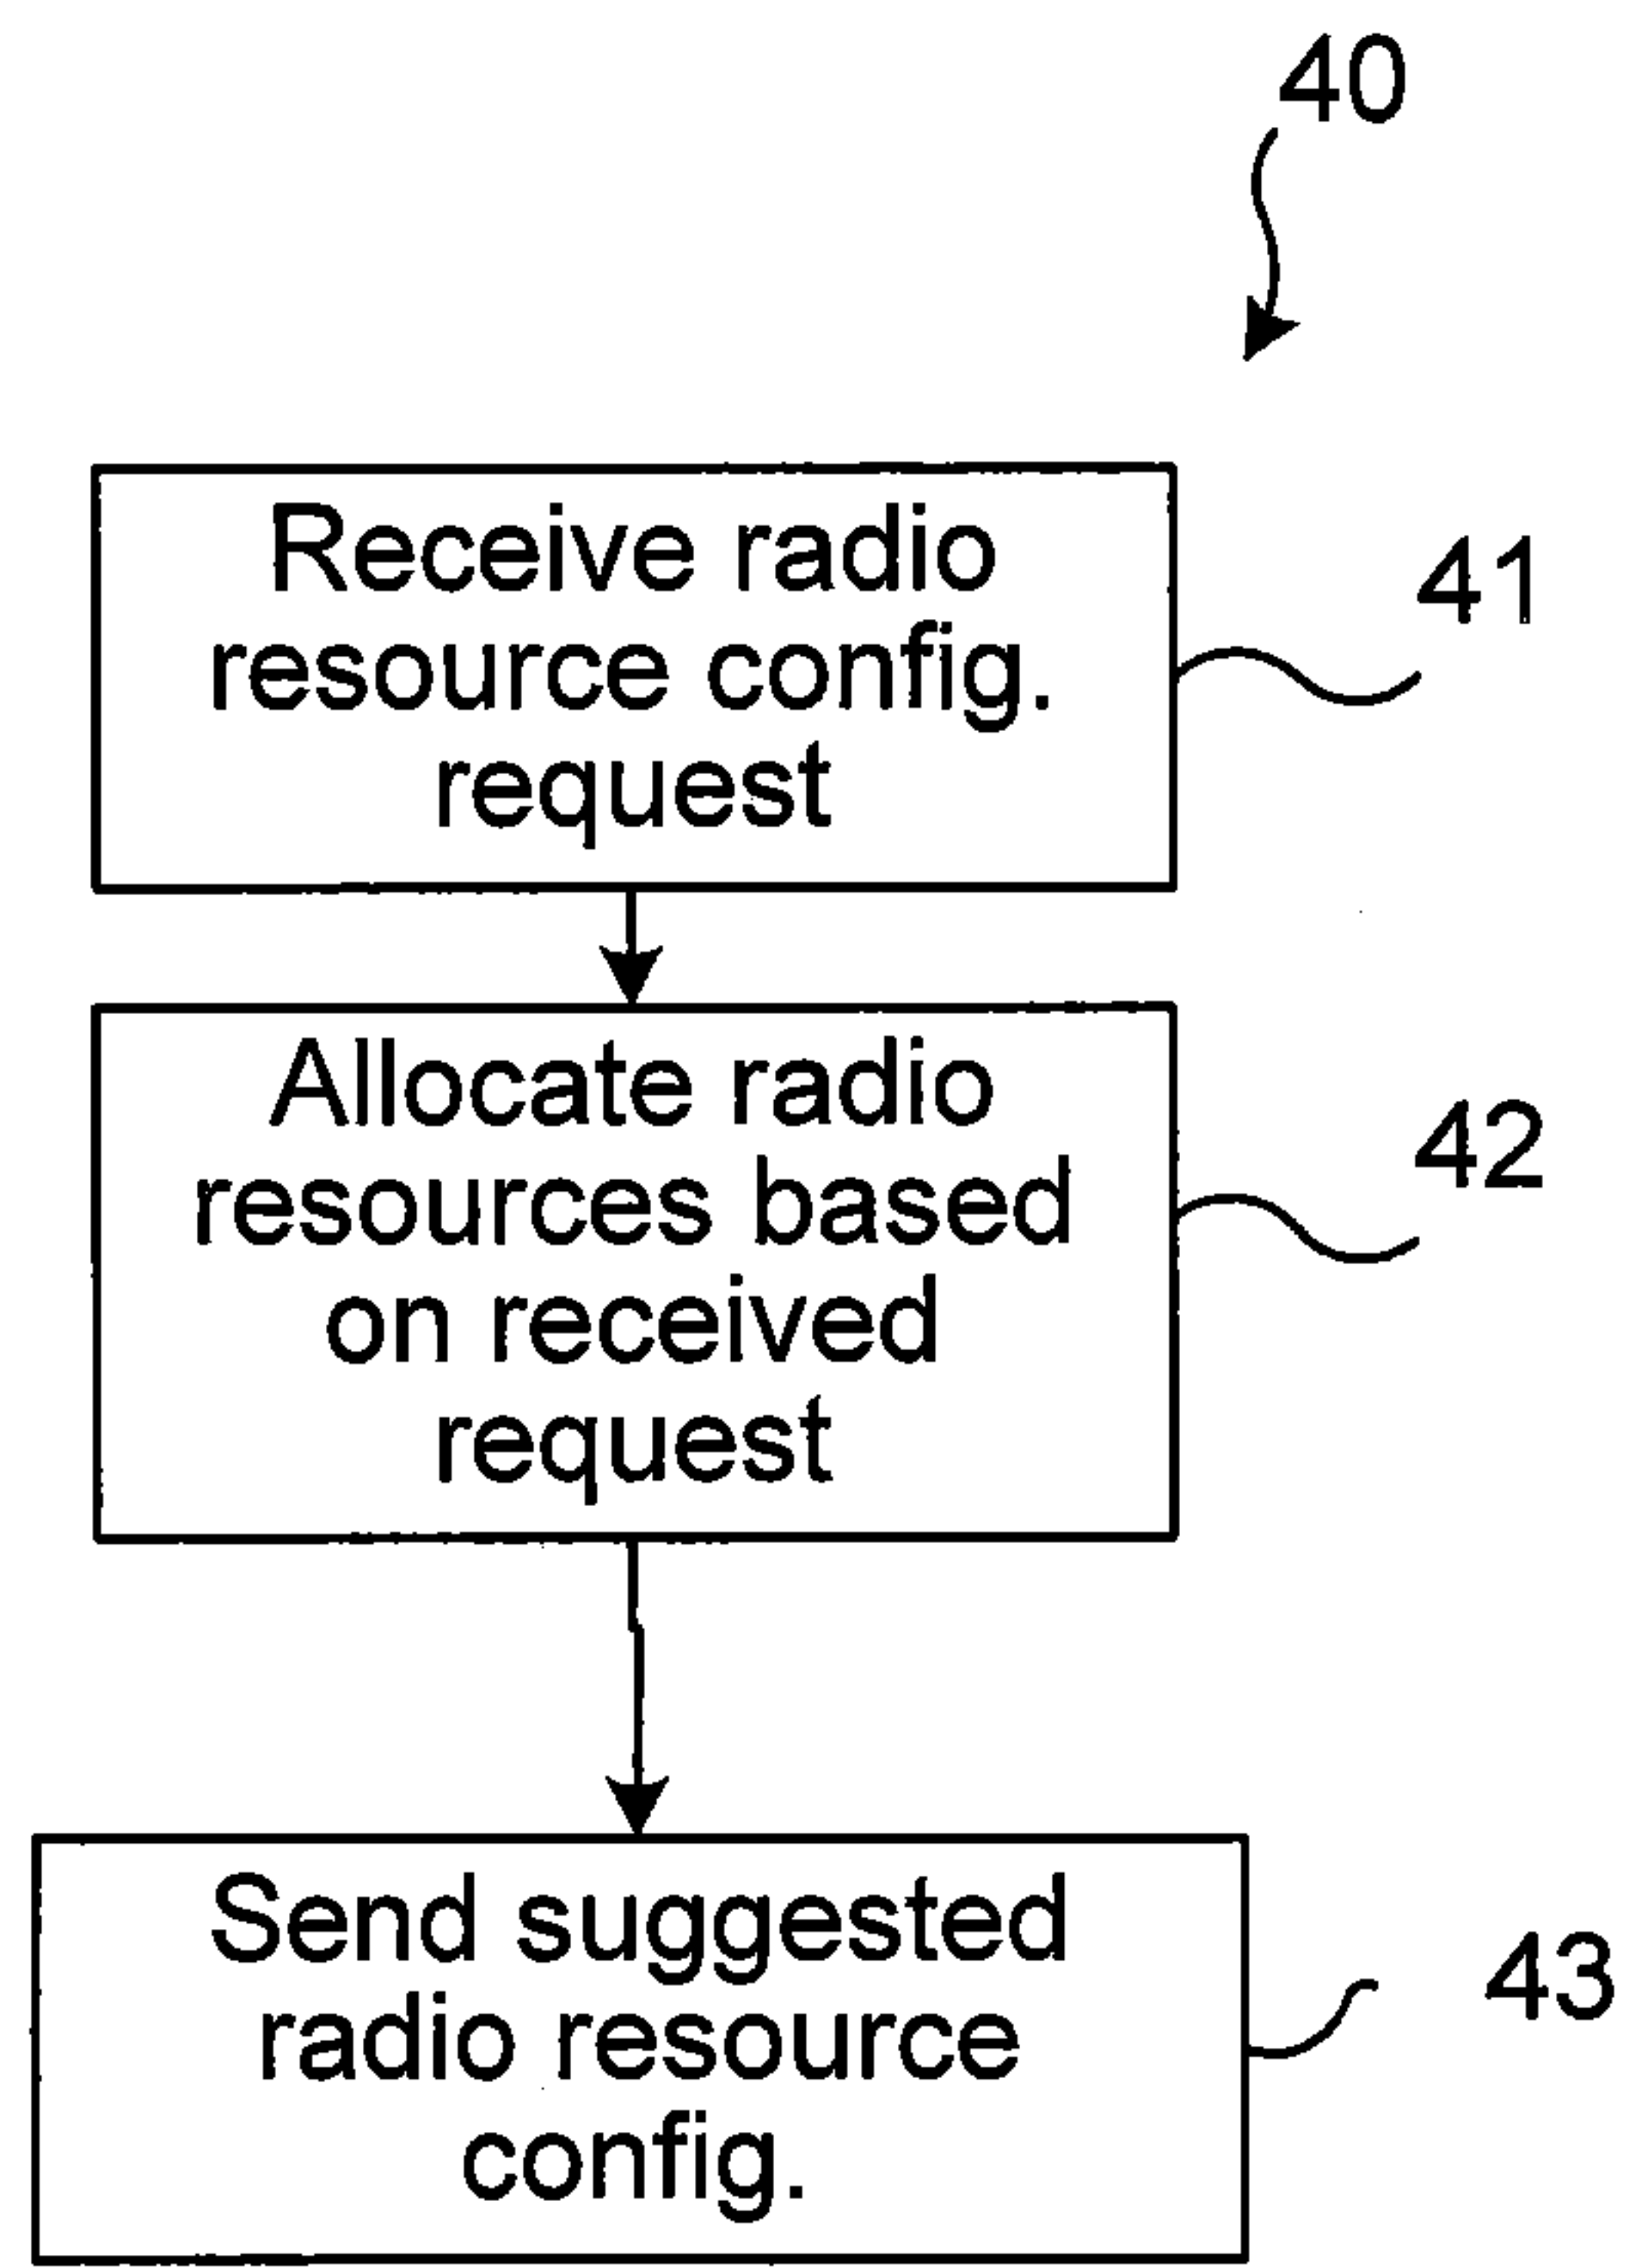 40
Receive radio
resource config.
request
41
Allocate radio
resources based
on received
request
42
Send suggested
radio resource
config.
43